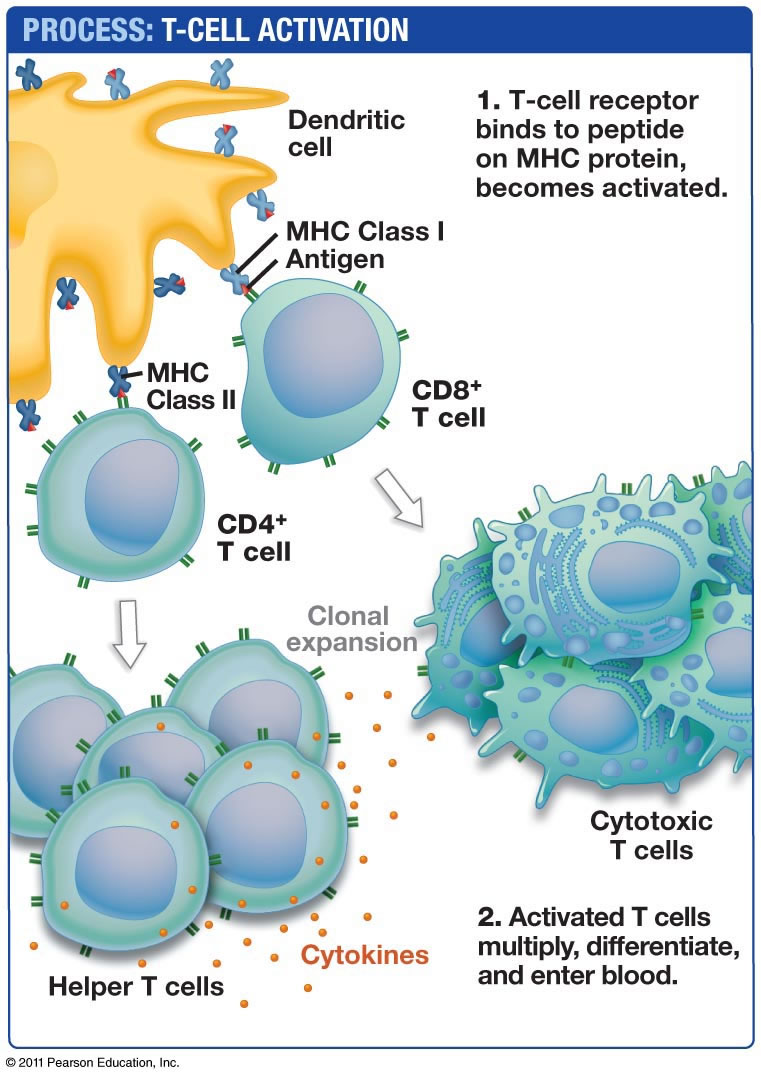 PROCESS: T-CELL ACTIVATION
Dendritic
cell
1. T-cell receptor
binds to peptide
on MHC protein,
becomes activated.
MHC Class I
Antigen
MHC
Class II
CD8+
T cell
CD4+
T cell
Clonal
expansion
Cytotoxic
T cells
2. Activated T cells
multiply, differentiate,
and enter blood.
Cytokines
Helper T cells
© 2011 Pearson Education, Inc.